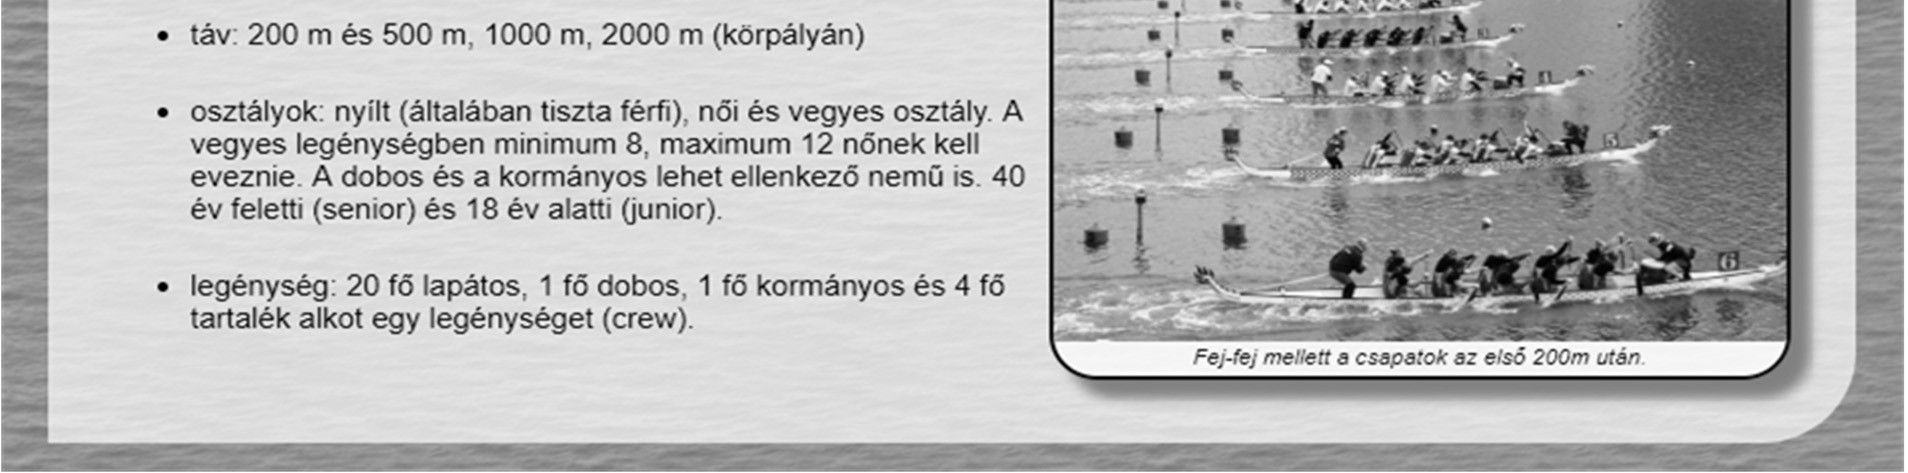 • táv: 200 m és 500 m, 1000 m, 2000 m (körpályán)
• osztályok: nyílt (általában tiszta férfi), női és vegyes osztály. A
vegyes legénységben minimum 8, maximum 12 nőnek kell
eveznie. A dobos és a kormányos lehet ellenkező nemű is. 40
év feletti (senior) és 18 év alatti (junior).
• legénység: 20 fő lapátos, 1 fő dobos, 1 fő kormányos és 4 fő
tartalék alkot egy legénységet (crew).
4
5
6
Fej-fej mellett a csapatok az első 200m után.